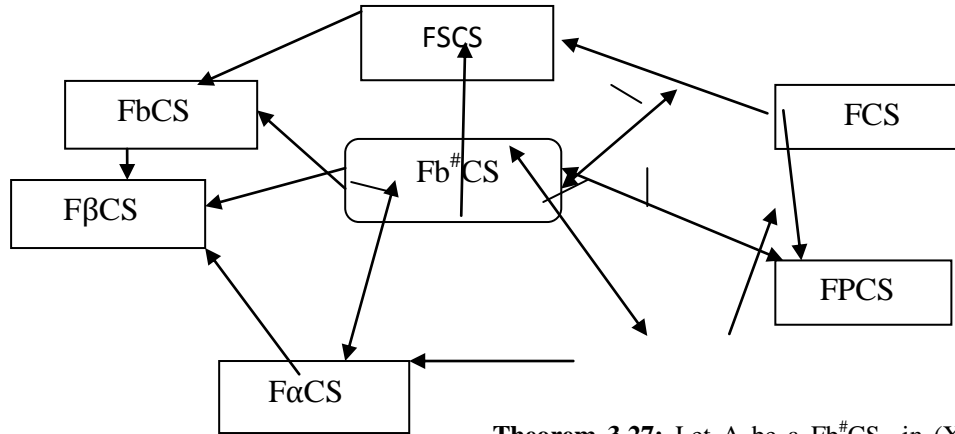 FSCS
FbCS
FCS
Fb#CS
FβCS
FPCS
FαCS
Theorem 3.27: Let A be a Fb#CS in (X